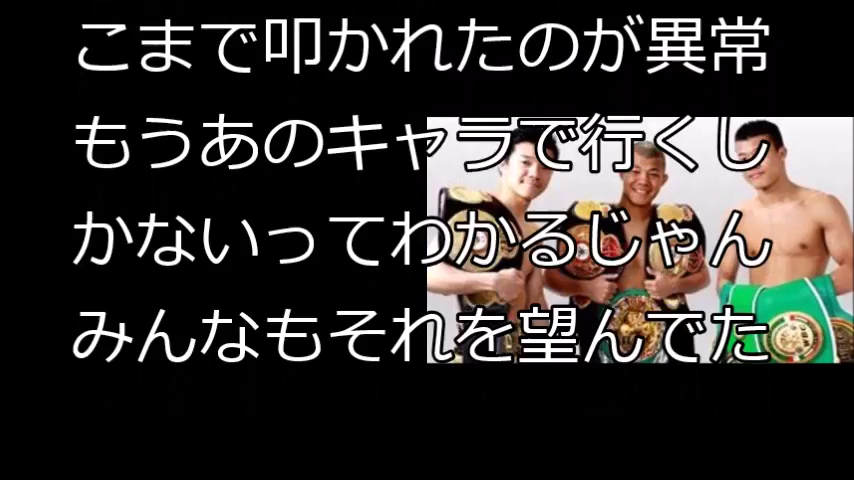 こまで叩かれたのが異常
もうあのキャラで行くし
かないってわかるじゃん
みんなもそれを望んでた